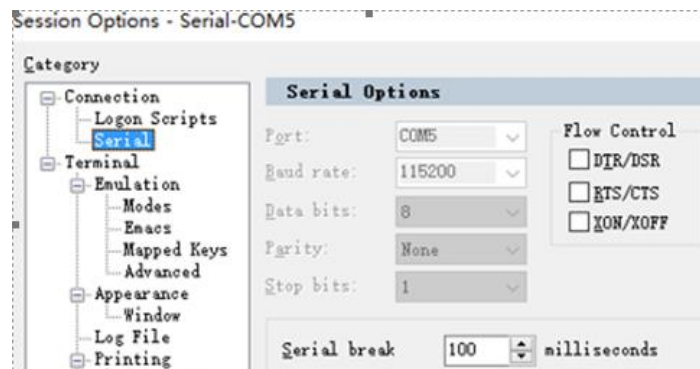 Session Options - Serial-COM5
Category
Connection
Logon Scripts
Serial
Terminal
Emulation
Modes
Emacs
Mapped Keys
Advanced
Appearance
Window
Log File
Printing
Serial Options
Port: COM5
Baud rate: 115200
Data bits: 8
Parity: None
Stop bits: 1
Flow Control
DTR/DSR
RTS/CTS
XON/XOFF
Serial break 100 milliseconds